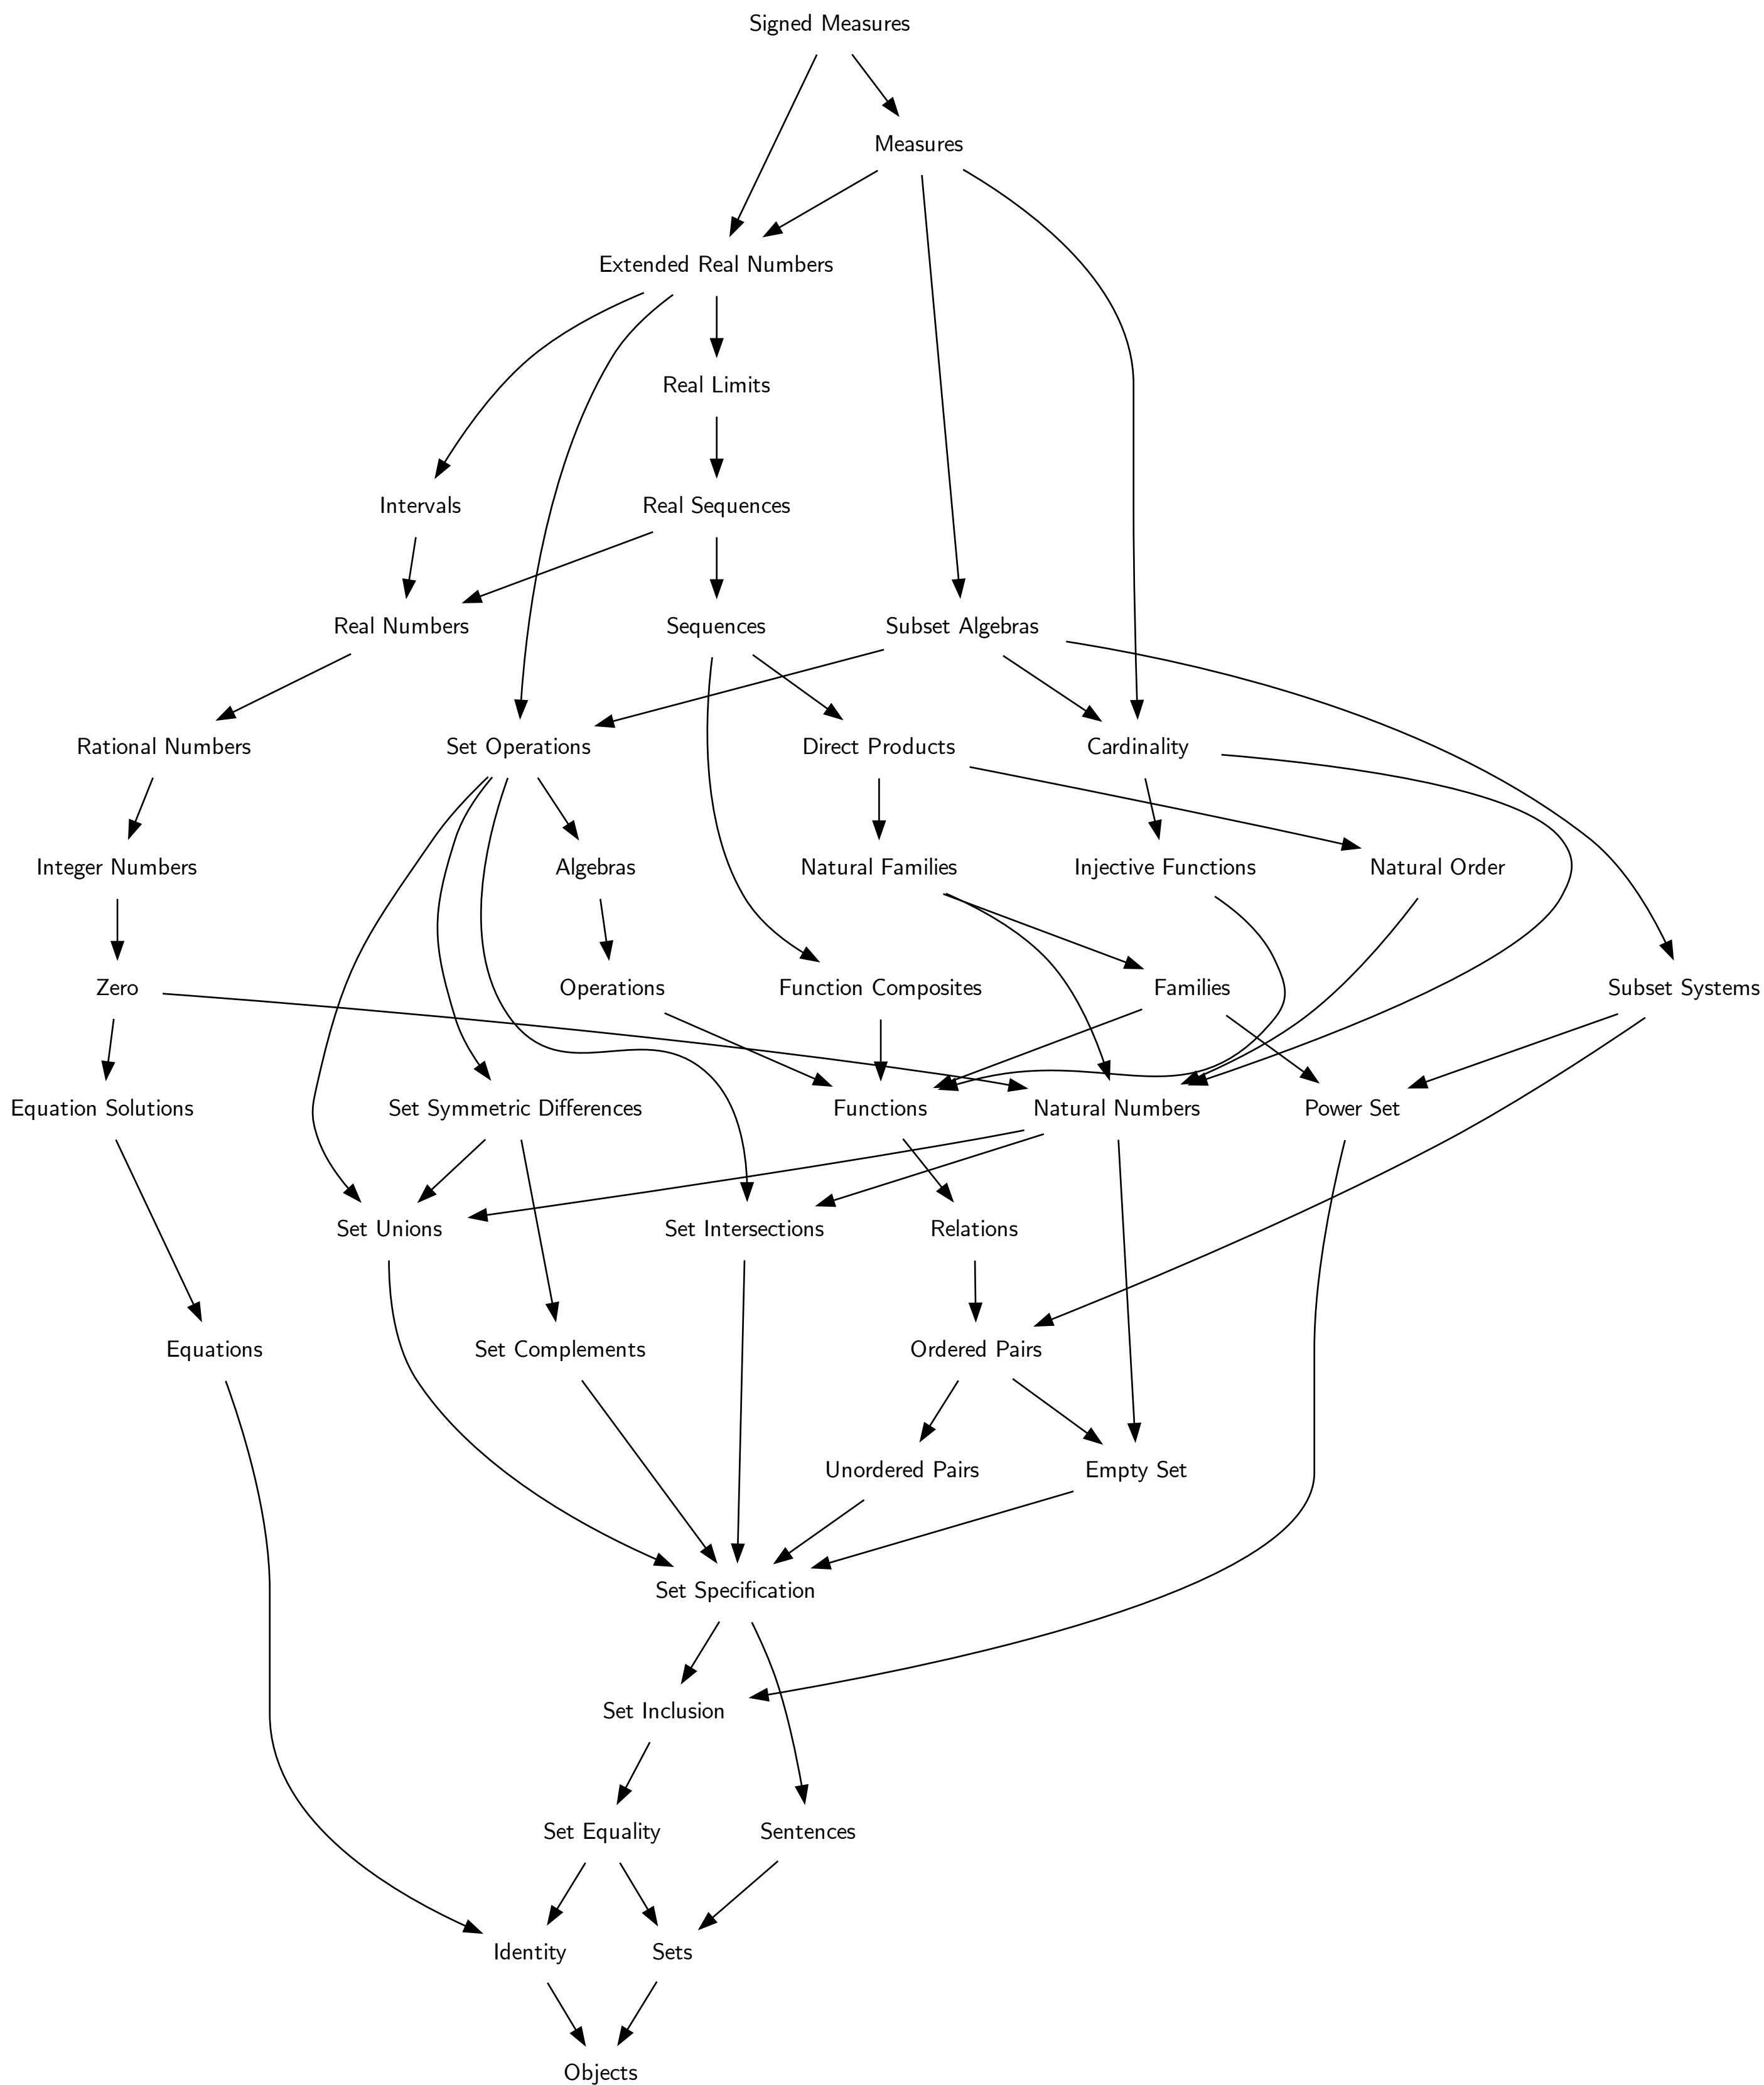 Signed Measures
Measures
Extended Real Numbers
Real Limits
Intervals
Real Sequences
Real Numbers
Sequences
Subset Algebras
Rational Numbers
Set Operations
Direct Products
Cardinality
Integer Numbers
Algebras
Natural Families
Injective Functions
Natural Order
Zero
Operations
Function Composites
Families
Subset Systems
Equation Solutions
Set Symmetric Differences
Functions
Natural Numbers
Power Set
Set Unions
Set Intersections
Relations
Equations
Set Complements
Ordered Pairs
Unordered Pairs
Empty Set
Set Specification
Set Inclusion
Set Equality
Sentences
Identity
Sets
Objects